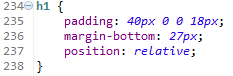 234 h1 {
235 padding: 40px 0 0 18px;
236 margin-bottom: 27px;
237 position: relative;
238 }